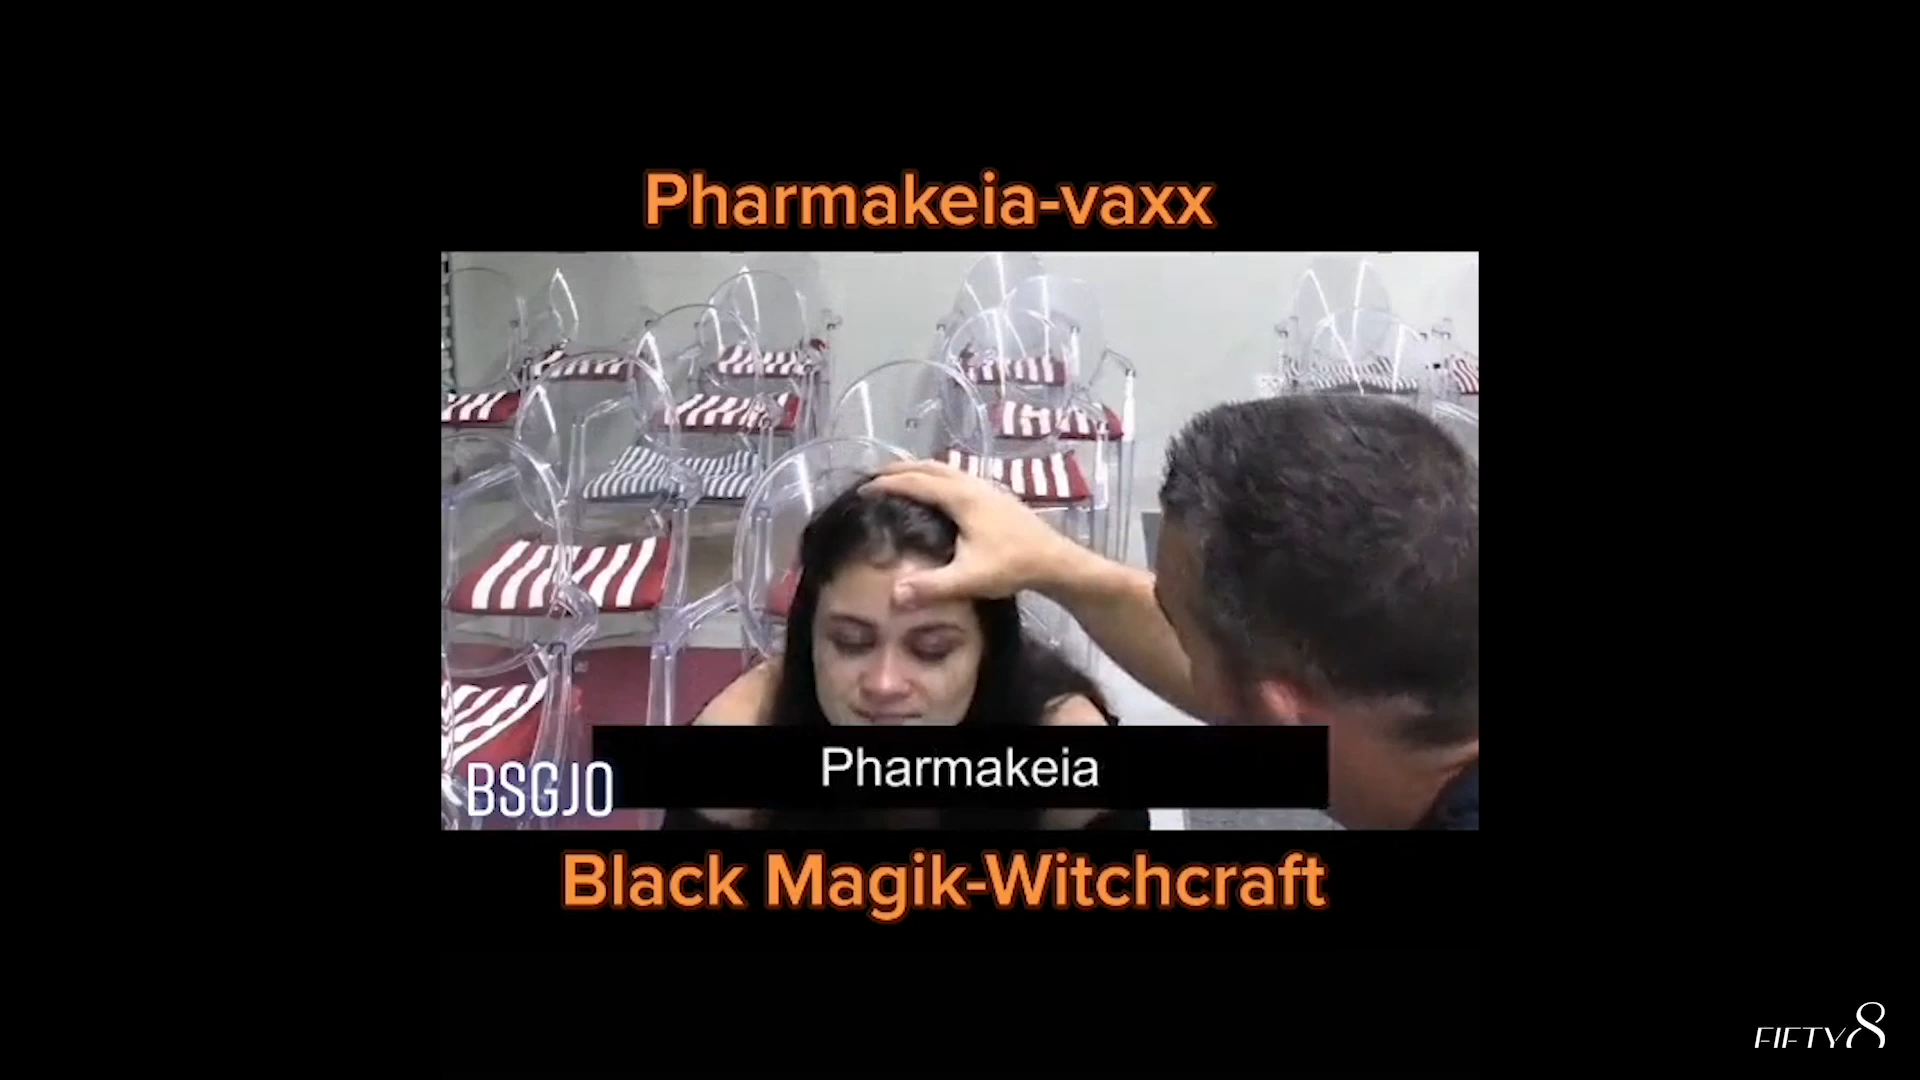 Pharmakeia-vaxx
Pharmakeia
BSGJO
Black Magik-Witchcraft
FIFTY8